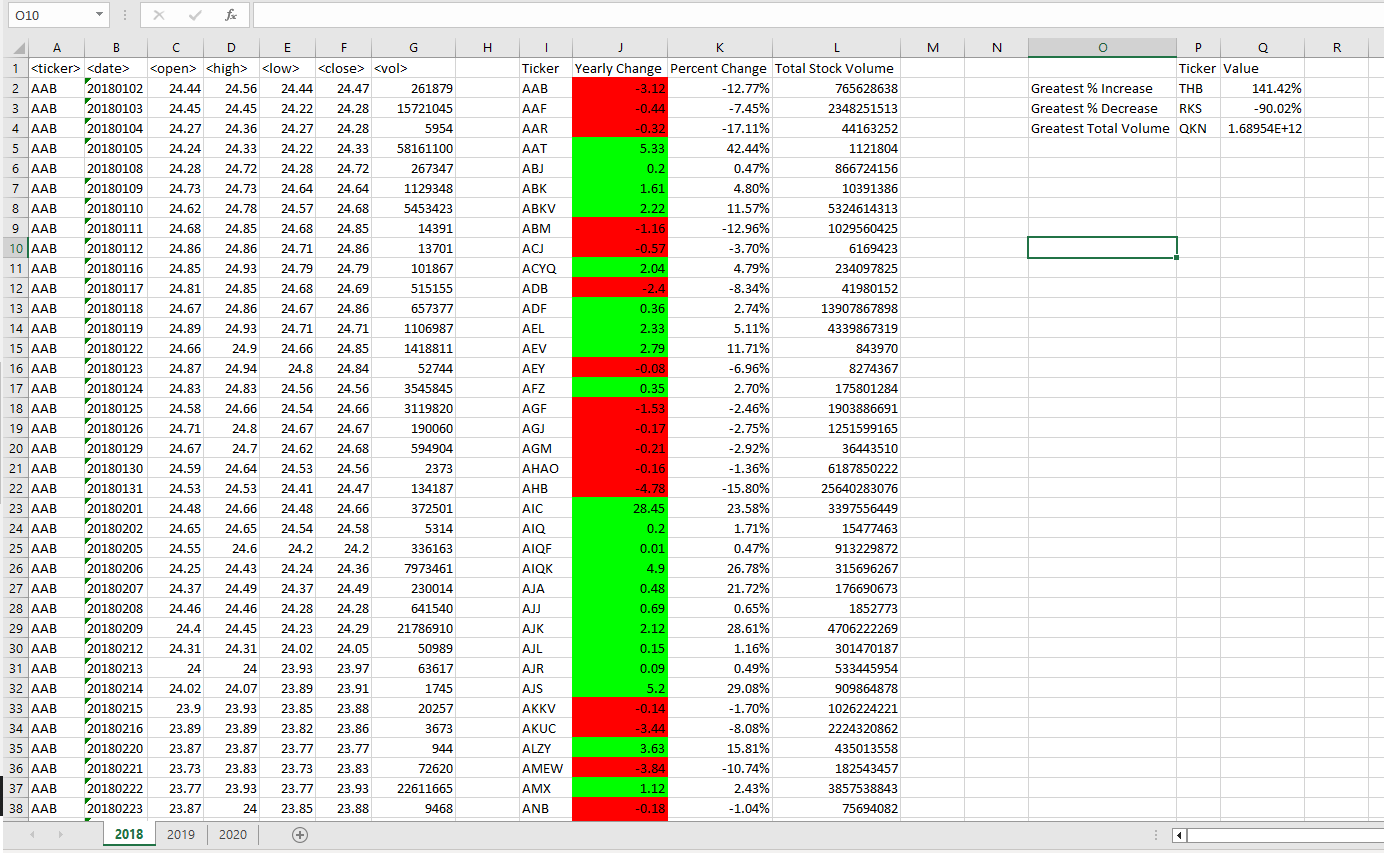 O10 fx
A B C D E F G H I J K L M N O P Q R
1 <ticker> <date> <open> <high> <low> <close> <vol> Ticker Yearly Change Percent Change Total Stock Volume Ticker Value
2 AAB 20180102 24.44 24.56 24.44 24.47 261879 AAB -3.12 -12.77% 765628638 Greatest % Increase THB 141.42%
3 AAB 20180103 24.45 24.45 24.22 24.28 15721045 AAF -0.44 -7.45% 2348251513 Greatest % Decrease RKS -90.02%
4 AAB 20180104 24.27 24.36 24.27 24.28 5954 AAR -0.32 -17.11% 44163252 Greatest Total Volume QKN 1.68954E+12
5 AAB 20180105 24.24 24.33 24.22 24.33 58161100 AAT 5.33 42.44% 1121804
6 AAB 20180108 24.28 24.72 24.28 24.72 267347 ABJ 0.2 0.47% 866724156
7 AAB 20180109 24.73 24.73 24.64 24.64 1129348 ABK 1.61 4.80% 10391386
8 AAB 20180110 24.62 24.78 24.57 24.68 5453423 ABKV 2.22 11.57% 5324614313
9 AAB 20180111 24.68 24.85 24.68 24.85 14391 ABM -1.16 -12.96% 1029560425
10 AAB 20180112 24.86 24.86 24.71 24.86 13701 ACJ -0.57 -3.70% 6169423
11 AAB 20180116 24.85 24.93 24.79 24.79 101867 ACYQ 2.04 4.79% 234097825
12 AAB 20180117 24.81 24.85 24.68 24.69 515155 ADB -2.4 -8.34% 41980152
13 AAB 20180118 24.67 24.86 24.67 24.86 657377 ADF 0.36 2.74% 13907867898
14 AAB 20180119 24.89 24.93 24.71 24.71 1106987 AEL 2.33 5.11% 4339867319
15 AAB 20180122 24.66 24.9 24.66 24.85 1418811 AEV 2.79 11.71% 843970
16 AAB 20180123 24.87 24.94 24.8 24.84 52744 AEY -0.08 -6.96% 8274367
17 AAB 20180124 24.83 24.83 24.56 24.56 3545845 AFZ 0.35 2.70% 175801284
18 AAB 20180125 24.58 24.66 24.54 24.66 3119820 AGF -1.53 -2.46% 1903886691
19 AAB 20180126 24.71 24.8 24.67 24.67 190060 AGJ -0.17 -2.75% 1251599165
20 AAB 20180129 24.67 24.7 24.62 24.68 594904 AGM -0.21 -2.92% 36443510
21 AAB 20180130 24.59 24.64 24.53 24.56 2373 AHAO -0.16 -1.36% 6187850222
22 AAB 20180131 24.53 24.53 24.41 24.47 134187 AHB -4.78 -15.80% 25640283076
23 AAB 20180201 24.48 24.66 24.48 24.66 372501 AIC 28.45 23.58% 3397556449
24 AAB 20180202 24.65 24.65 24.54 24.58 5314 AIQ 0.2 1.71% 15477463
25 AAB 20180205 24.55 24.6 24.2 24.2 336163 AIQF 0.01 0.47% 913229872
26 AAB 20180206 24.25 24.43 24.24 24.36 7973461 AIQK 4.9 26.78% 315696267
27 AAB 20180207 24.37 24.49 24.37 24.49 230014 AJA 0.48 21.72% 176690673
28 AAB 20180208 24.46 24.46 24.28 24.28 641540 AJJ 0.69 0.65% 1852773
29 AAB 20180209 24.4 24.45 24.23 24.29 21786910 AJK 2.12 28.61% 4706222269
30 AAB 20180212 24.31 24.31 24.02 24.05 50989 AJL 0.15 1.16% 301470187
31 AAB 20180213 24 24 23.93 23.97 63617 AJR 0.09 0.49% 533445954
32 AAB 20180214 24.02 24.07 23.89 23.91 1745 AJS 5.2 29.08% 909864878
33 AAB 20180215 23.9 23.93 23.85 23.88 20257 AKKV -0.14 -1.70% 1026224221
34 AAB 20180216 23.89 23.89 23.82 23.86 3673 AKUC -3.44 -8.08% 2224320862
35 AAB 20180220 23.87 23.87 23.77 23.77 944 ALZY 3.63 15.81% 435013558
36 AAB 20180221 23.73 23.83 23.73 23.83 72620 AMEW -3.84 -10.74% 182543457
37 AAB 20180222 23.77 23.93 23.77 23.93 22611665 AMX 1.12 2.43% 3857538843
38 AAB 20180223 23.87 24 23.85 23.88 9468 ANB -0.18 -1.04% 75694082
2018 2019 2020